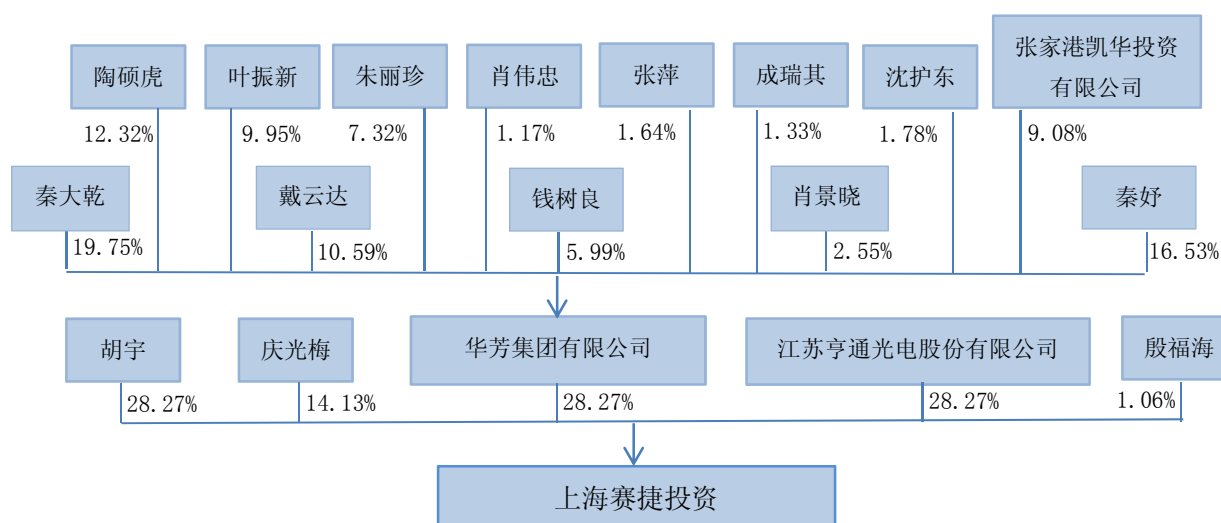 陶硕虎
叶振新
朱丽珍
肖伟忠
张萍
成瑞其
沈护东
张家港凯华投资
有限公司
12.32%
9.95%
7.32%
1.17%
1.64%
1.33%
1.78%
9.08%
秦大乾
戴云达
钱树良
肖景晓
秦妤
19.75%
10.59%
5.99%
2.55%
16.53%
胡宇
庆光梅
华芳集团有限公司
江苏亨通光电股份有限公司
殷福海
28.27%
14.13%
28.27%
28.27%
1.06%
上海赛捷投资